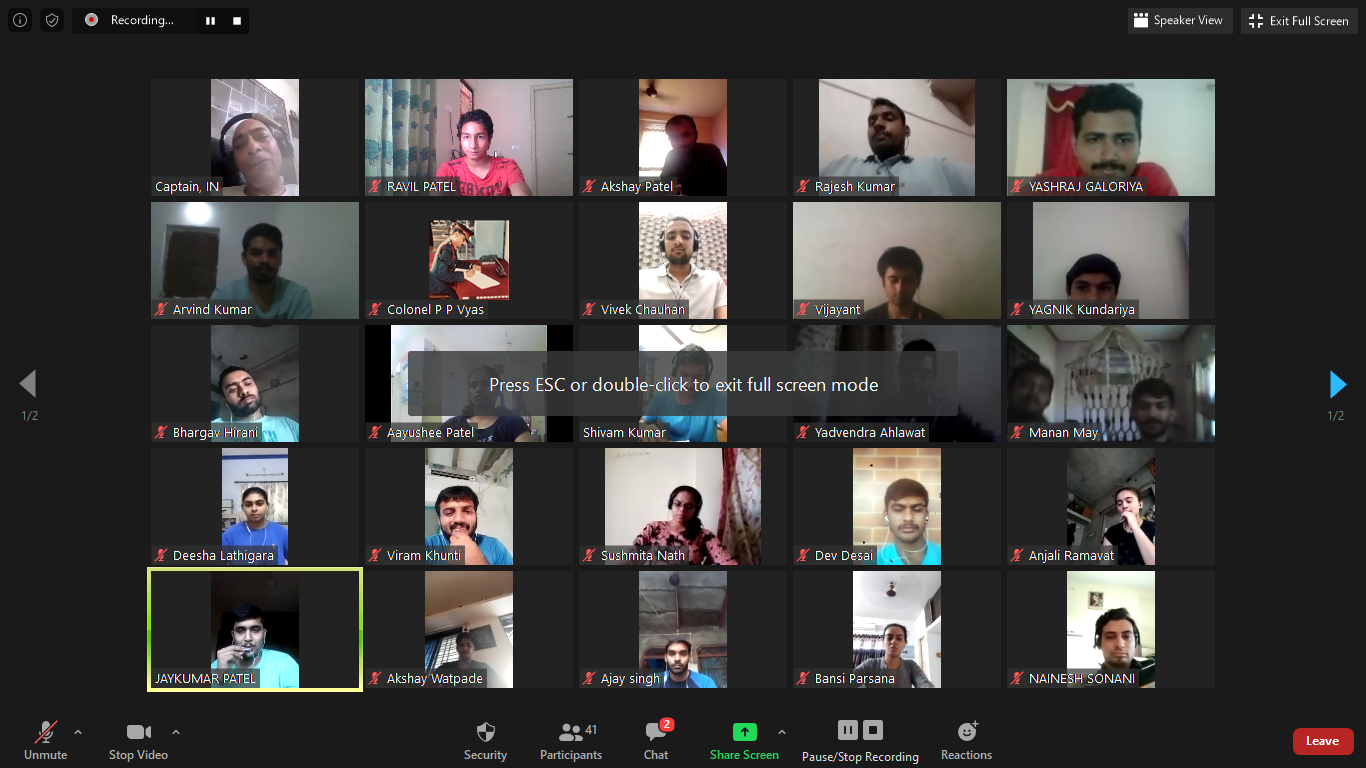 Recording...
Speaker View
Exit Full Screen
Captain, IN
RAVIL PATEL
Akshay Patel
Rajesh Kumar
YASHRAJ GALORIYA
Arvind Kumar
Colonel P P Vyas
Vivek Chauhan
Vijayant
YAGNIK Kundariya
Press ESC or double-click to exit full screen mode
1/2
1/2
Bhargav Hirani
Aayushee Patel
Shivam Kumar
Yadvendra Ahlawat
Manan May
Deesha Lathigara
Viram Khunti
Sushmita Nath
Dev Desai
Anjali Ramavat
JAYKUMAR PATEL
Akshay Watpade
Ajay singh
Bansi Parsana
NAINESH SONANI
41
2
Unmute
Stop Video
Security
Participants
Chat
Share Screen
Pause/Stop Recording
Reactions
Leave